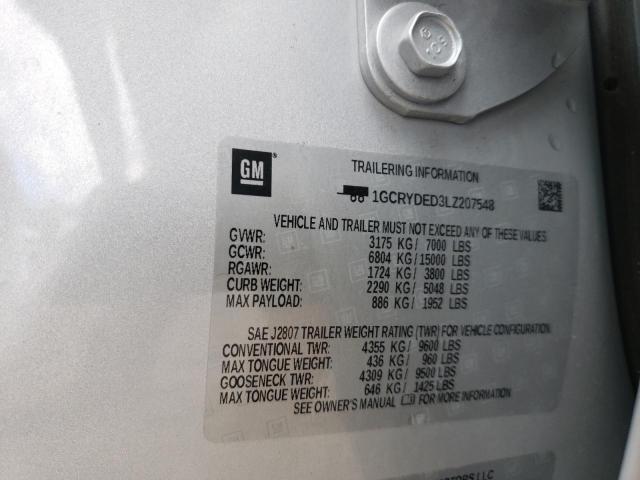 10.9
GM
TRAILERING INFORMATION
1GCRYDED3LZ207548
VEHICLE AND TRAILER MUST NOT EXCEED ANY OF THESE VALUES
GVWR: 3175 KG/ 7000 LBS
GCWR: 6804 KG/15000 LBS
RGAWR: 1724 KG/ 3800 LBS
CURB WEIGHT: 2290 KG/ 5048 LBS
MAX PAYLOAD: 886 KG/ 1952 LBS
SAE J2807 TRAILER WEIGHT RATING (TWR) FOR VEHICLE CONFIGURATION
CONVENTIONAL TWR: 4355 KG/ 9600 LBS
MAX TONGUE WEIGHT: 436 KG/ 960 LBS
GOOSENECK TWR: 4309 KG/ 9500 LBS
MAX TONGUE WEIGHT: 646 KG/ 1425 LBS
SEE OWNER'S MANUAL FOR MORE INFORMATION
LLC